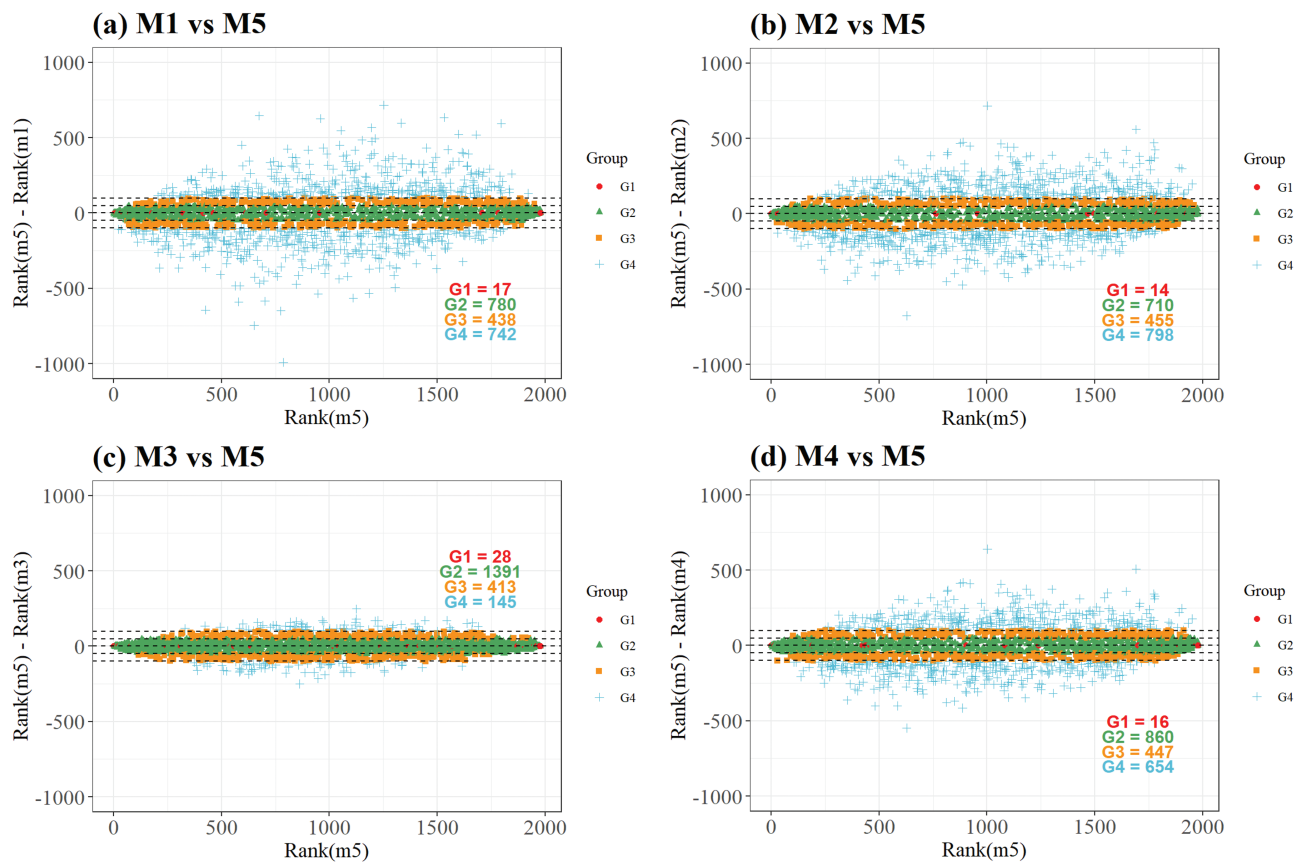 (a) M1 vs M5
1000
500
0
-500
-1000
Rank(m5) - Rank(m1)
0 500 1000 1500 2000
Rank(m5)
G1 = 17
G2 = 780
G3 = 438
G4 = 742
Group
G1
G2
G3
G4
(b) M2 vs M5
1000
500
0
-500
-1000
Rank(m5) - Rank(m2)
0 500 1000 1500 2000
Rank(m5)
G1 = 14
G2 = 710
G3 = 455
G4 = 798
Group
G1
G2
G3
G4
(c) M3 vs M5
1000
500
0
-500
-1000
Rank(m5) - Rank(m3)
0 500 1000 1500 2000
Rank(m5)
G1 = 28
G2 = 1391
G3 = 413
G4 = 145
Group
G1
G2
G3
G4
(d) M4 vs M5
1000
500
0
-500
-1000
Rank(m5) - Rank(m4)
0 500 1000 1500 2000
Rank(m5)
G1 = 16
G2 = 860
G3 = 447
G4 = 654
Group
G1
G2
G3
G4